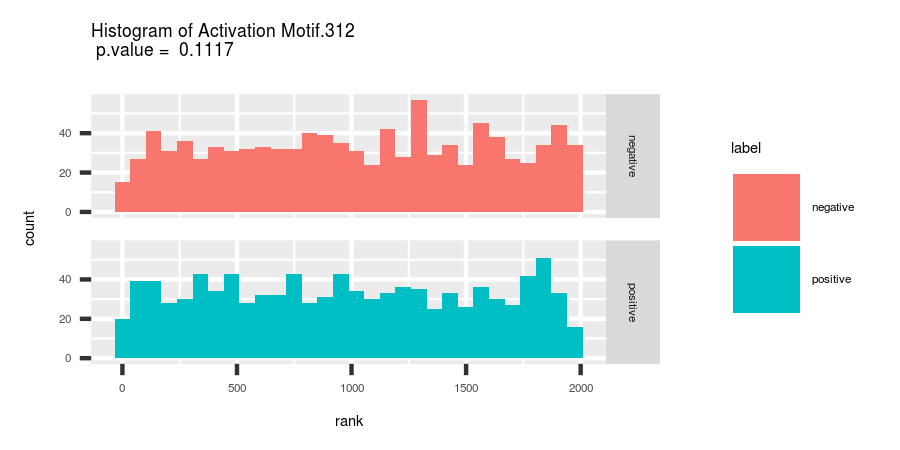 Histogram of Activation Motif.312
p.value =  0.1117
count
40
20
0
negative
40
20
0
positive
0
500
1000
1500
2000
rank
label
negative
positive